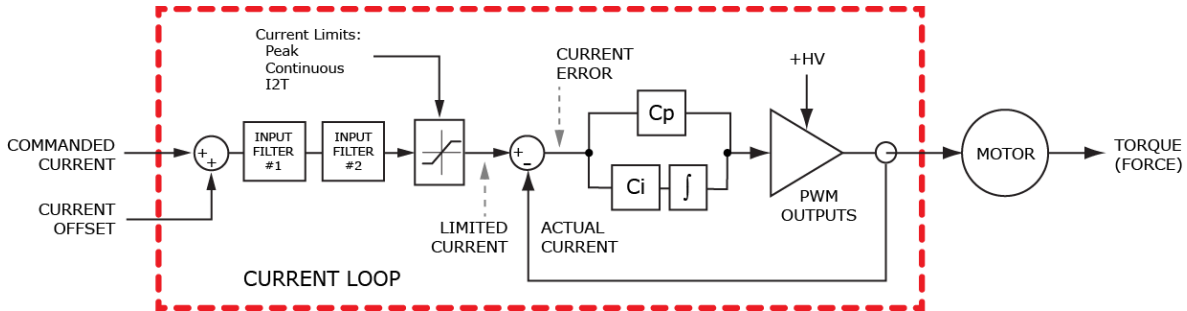 Current Limits:
Peak
Continuous
I2T
CURRENT
ERROR
+HV
Cp
COMMANDED
CURRENT
+
+
INPUT
FILTER
#1
INPUT
FILTER
#2
+
-
Ci
∫
PWM
OUTPUTS
MOTOR
TORQUE
(FORCE)
CURRENT
OFFSET
LIMITED
CURRENT
ACTUAL
CURRENT
CURRENT LOOP